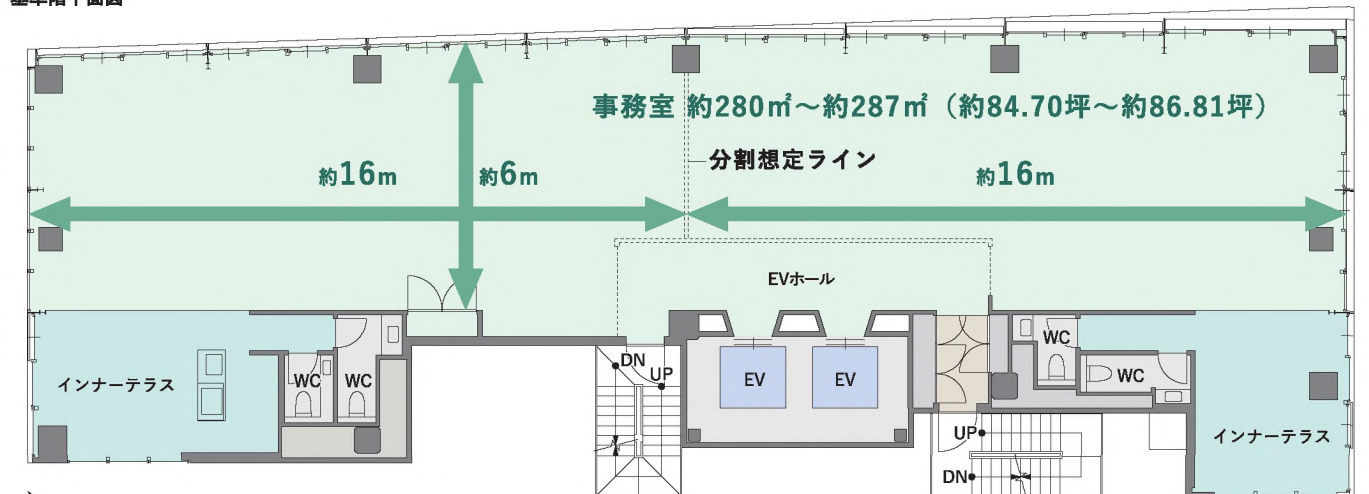 基準階平面図
事務室 約280㎡～約287㎡（約84.70坪～約86.81坪）
分割想定ライン
約16m
約6m
約16m
EVホール
DN
UP
EV
EV
WC
WC
WC
WC
インナーテラス
UP
DN
インナーテラス